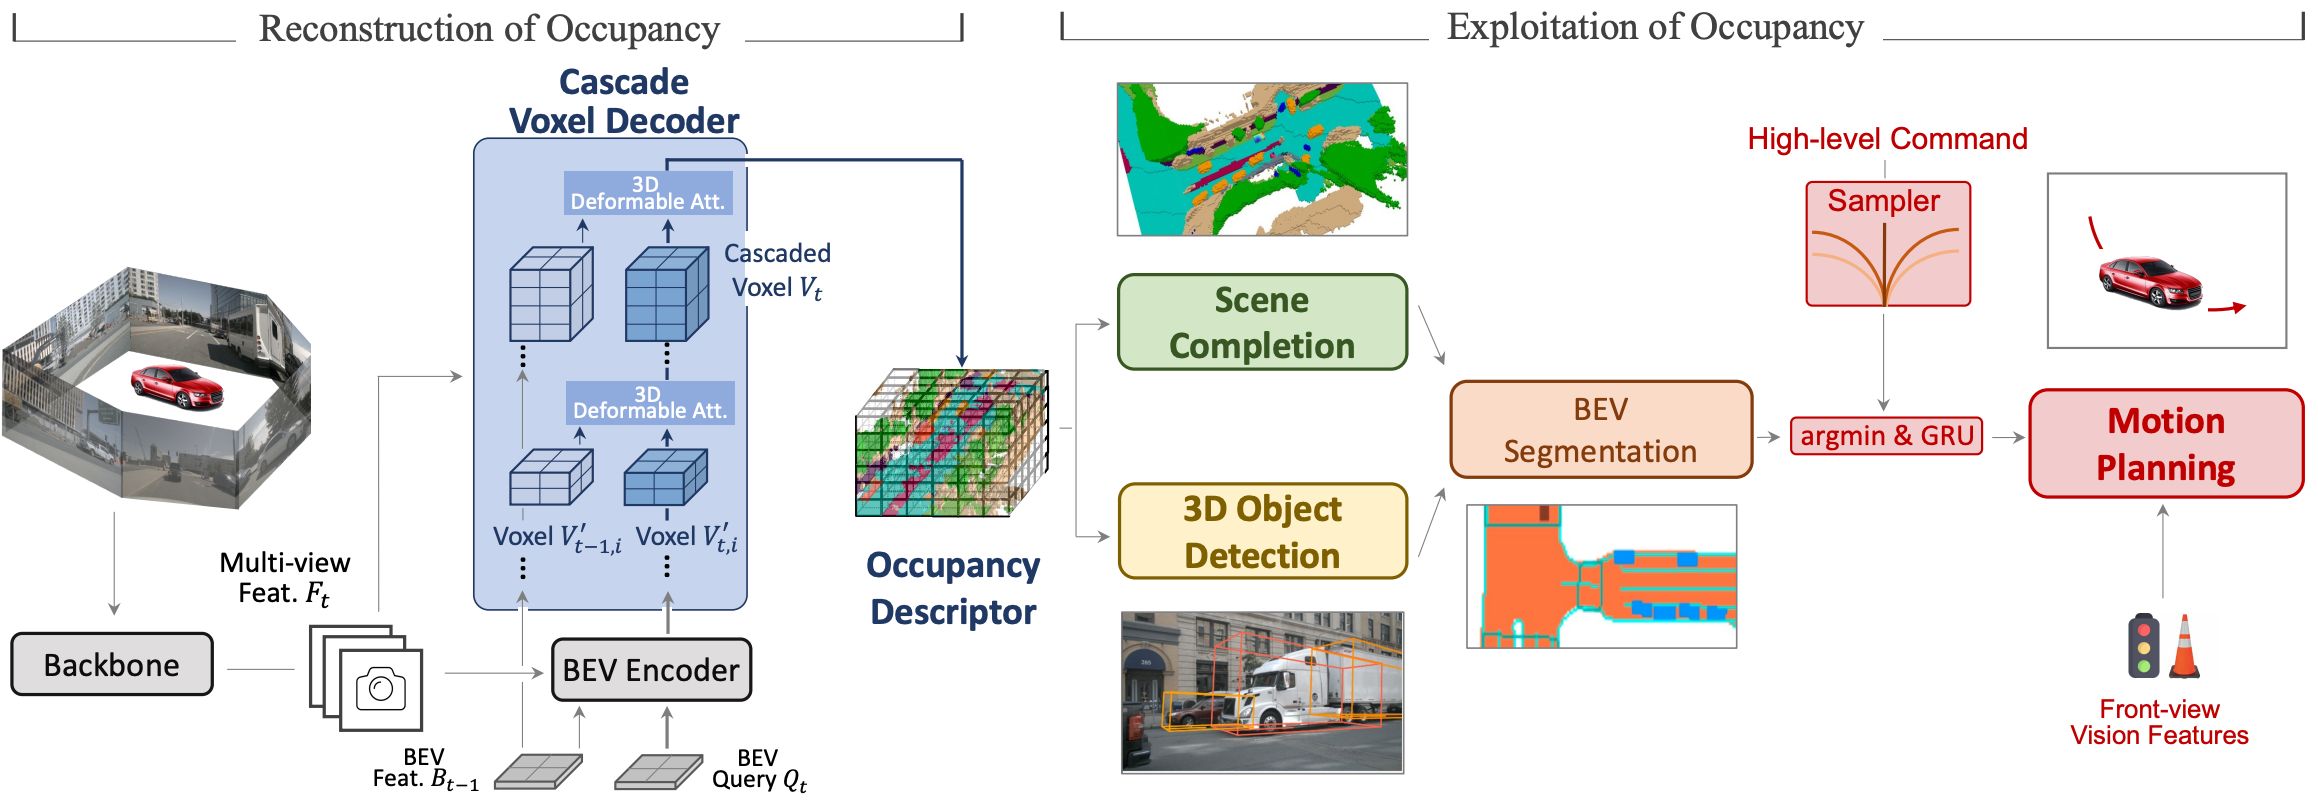 Reconstruction of Occupancy
Exploitation of Occupancy
Cascade
Voxel Decoder
3D
Deformable Att.
Cascaded
Voxel V_t
3D
Deformable Att.
Voxel V'_{t-1,i}
Voxel V'_{t,i}
Multi-view
Feat. F_t
Backbone
BEV Encoder
BEV
Feat. B_{t-1}
BEV
Query Q_t
Occupancy
Descriptor
Scene
Completion
3D Object
Detection
BEV
Segmentation
High-level Command
Sampler
argmin & GRU
Motion
Planning
Front-view
Vision Features